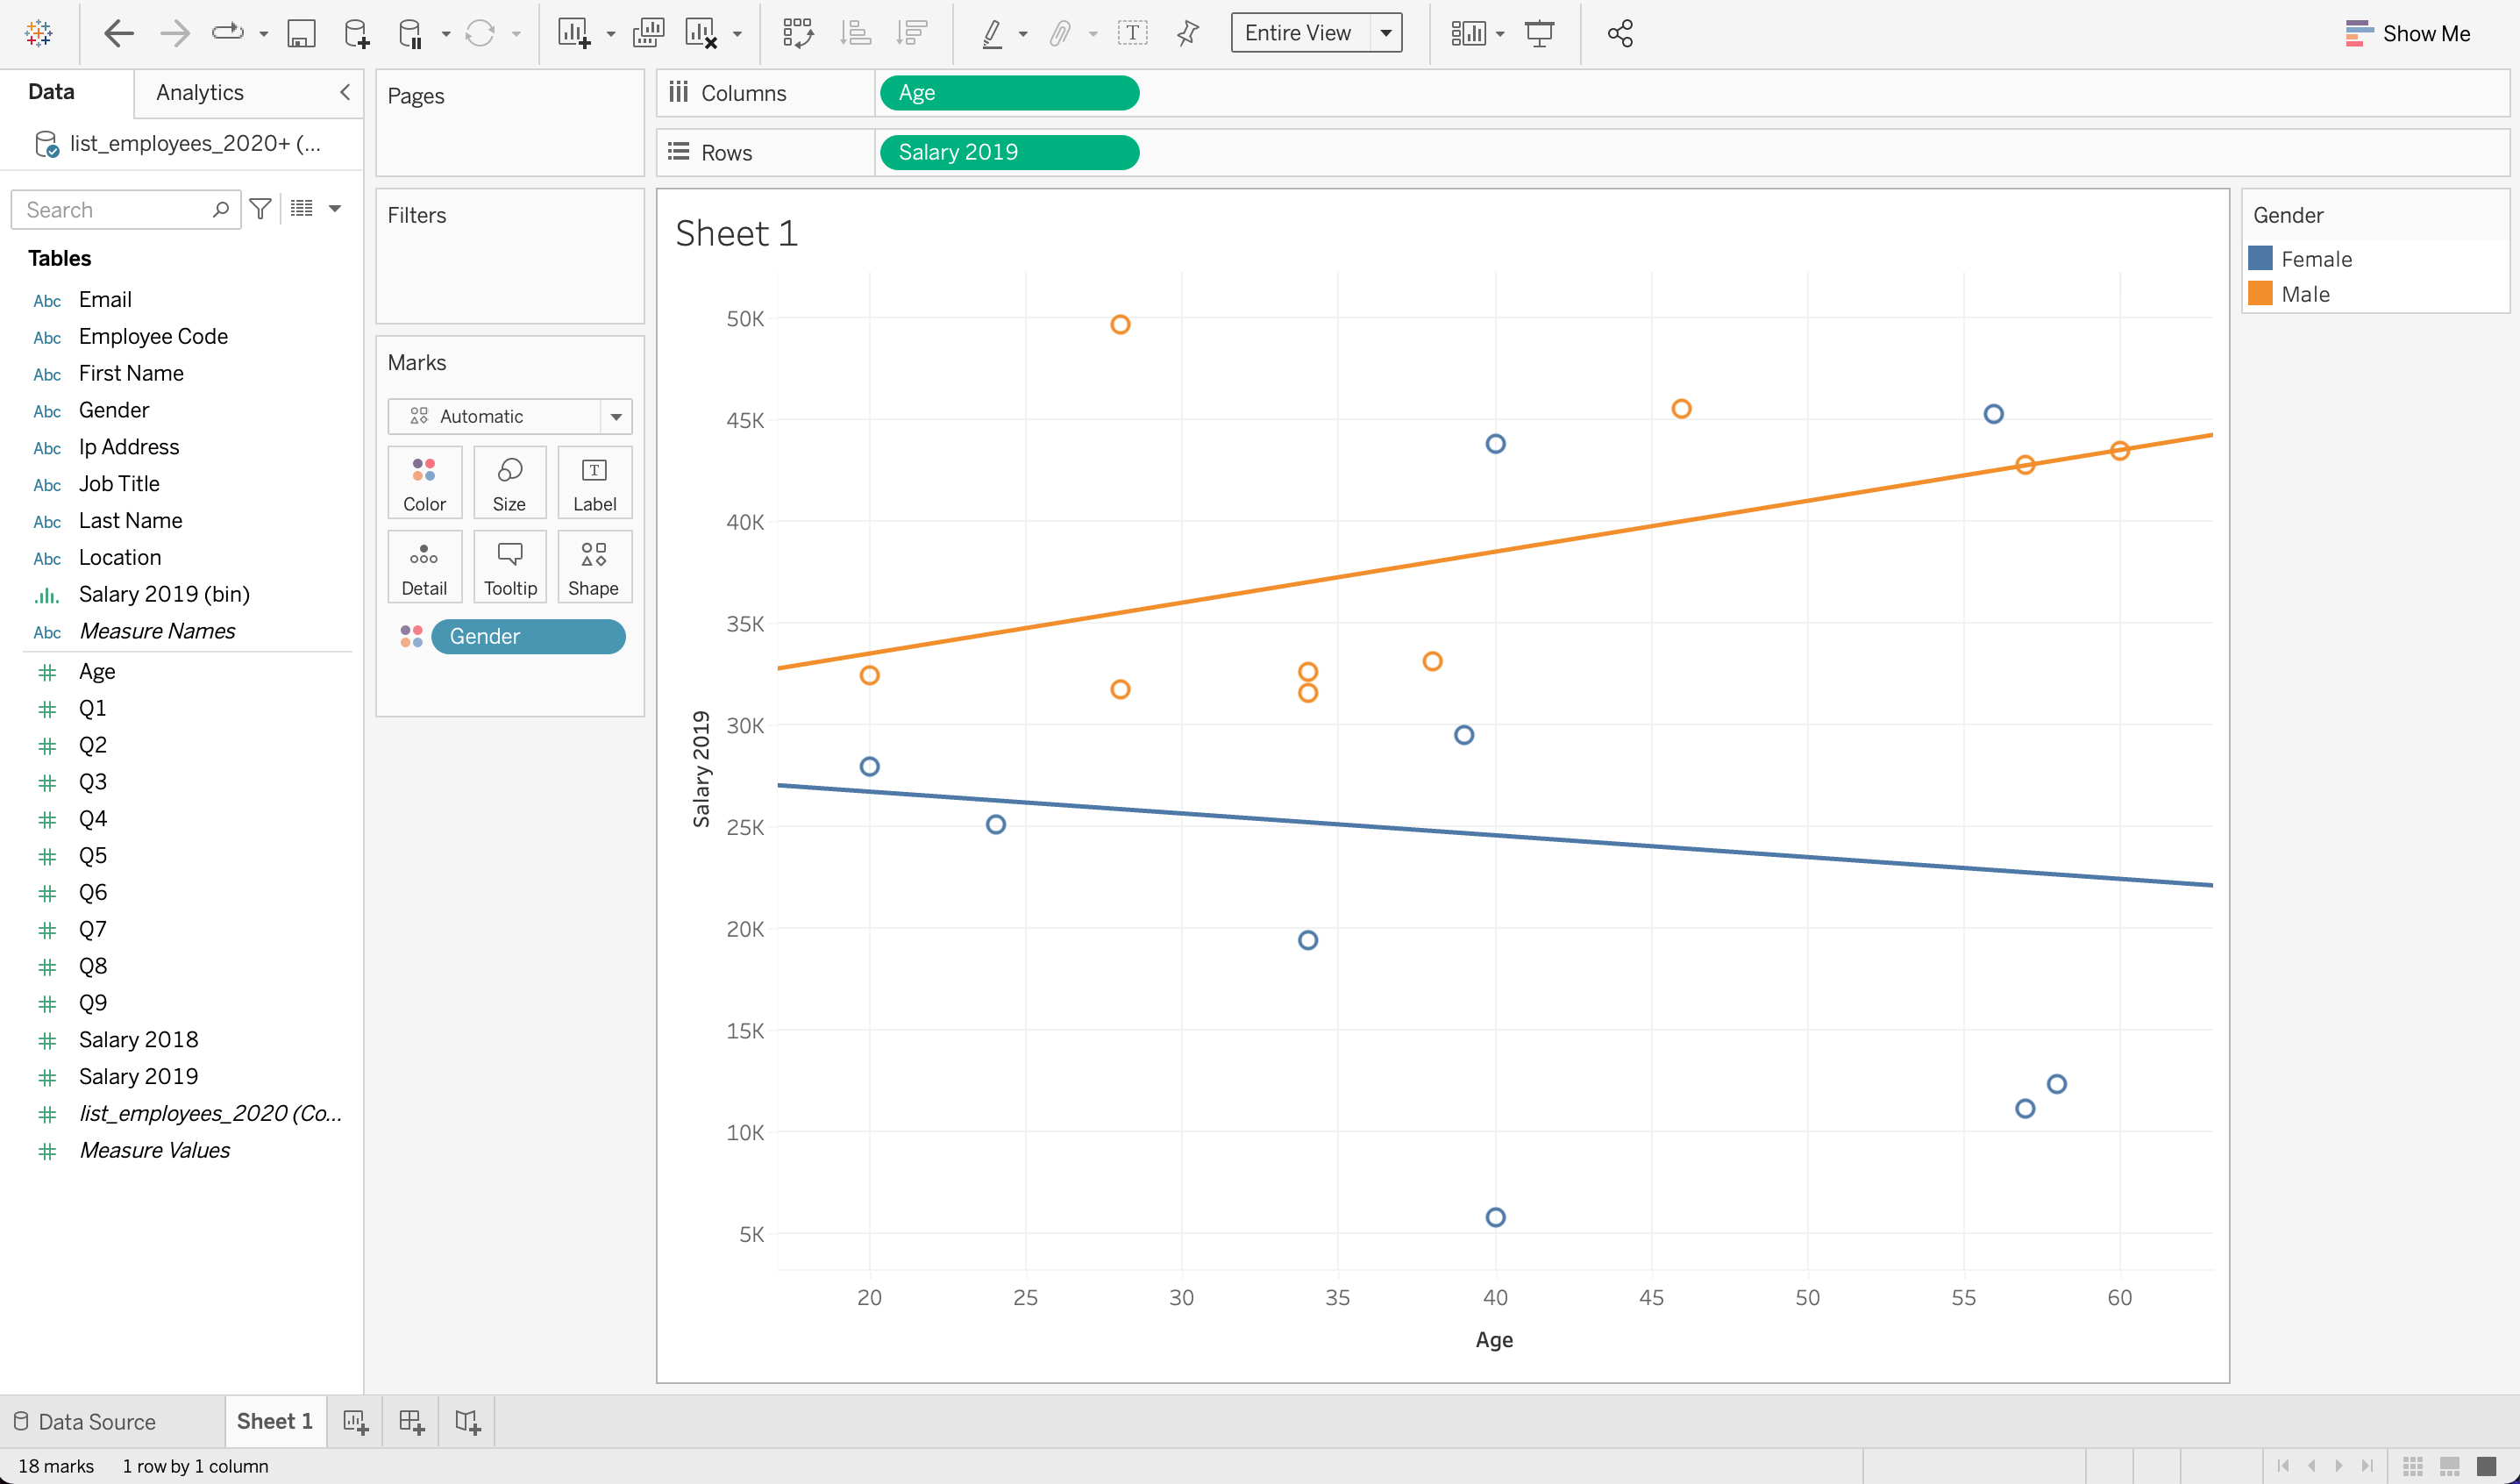 Entire View
Show Me
Data
Analytics
list_employees_2020+ (...
Search
Tables
Abc Email
Abc Employee Code
Abc First Name
Abc Gender
Abc Ip Address
Abc Job Title
Abc Last Name
Abc Location
Salary 2019 (bin)
Abc Measure Names
Age
Q1
Q2
Q3
Q4
Q5
Q6
Q7
Q8
Q9
Salary 2018
Salary 2019
list_employees_2020 (Co...
Measure Values
Pages
Filters
Marks
Automatic
Color
Size
T
Label
Detail
Tooltip
Shape
Gender
Columns
Age
Rows
Salary 2019
Sheet 1
50K
45K
40K
35K
30K
25K
20K
15K
10K
5K
Salary 2019
20 25 30 35 40 45 50 55 60
Age
Gender
Female
Male
Data Source
Sheet 1
18 marks
1 row by 1 column